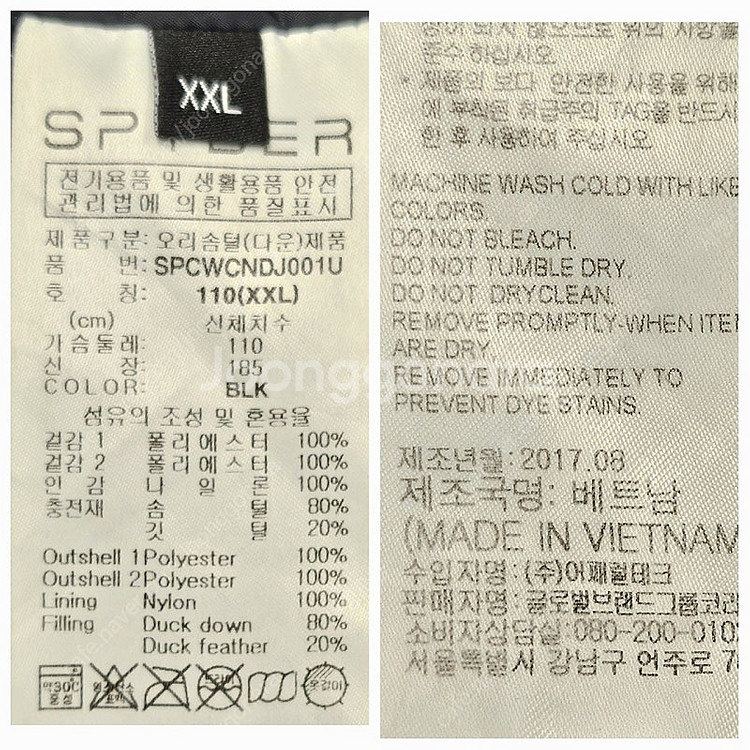 XXL
SPYDER
전기용품 및 생활용품 안전
관리법에 의한 품질표시
제품구분: 오리솜털(다운)제품
품 번: SPCWCNDJ001U
호 칭: 110(XXL)
(cm) 신체치수
가슴둘레: 110
신 장: 185
COLOR: BLK
섬유의 조성 및 혼용율
겉감 1 폴리에스터 100%
겉감 2 폴리에스터 100%
인 감 나 일 론 100%
충전재 솜 털 80%
깃 털 20%
Outshell 1 Polyester 100%
Outshell 2 Polyester 100%
Lining Nylon 100%
Filling Duck down 80%
Duck feather 20%
약30℃
중성
드라이
옷걸이
준수하십시오.
* 제품의 보다 안전한 사용을 위해
에 부착된 취급주의 TAG을 반드시
한 후 사용하여 주십시오.
MACHINE WASH COLD WITH LIKE
COLORS.
DO NOT BLEACH.
DO NOT TUMBLE DRY.
DO NOT DRYCLEAN.
REMOVE PROMPTLY-WHEN ITE
ARE DRY.
REMOVE IMMEDIATELY TO
PREVENT DYE STAINS.
제조년월: 2017.08
제조국명: 베트남
(MADE IN VIETNAM
수입자명: (주)어패럴테크
판매자명: 글로벌브랜드그룹코리
소비자상담실: 080-200-010
서울특별시 강남구 언주로 7